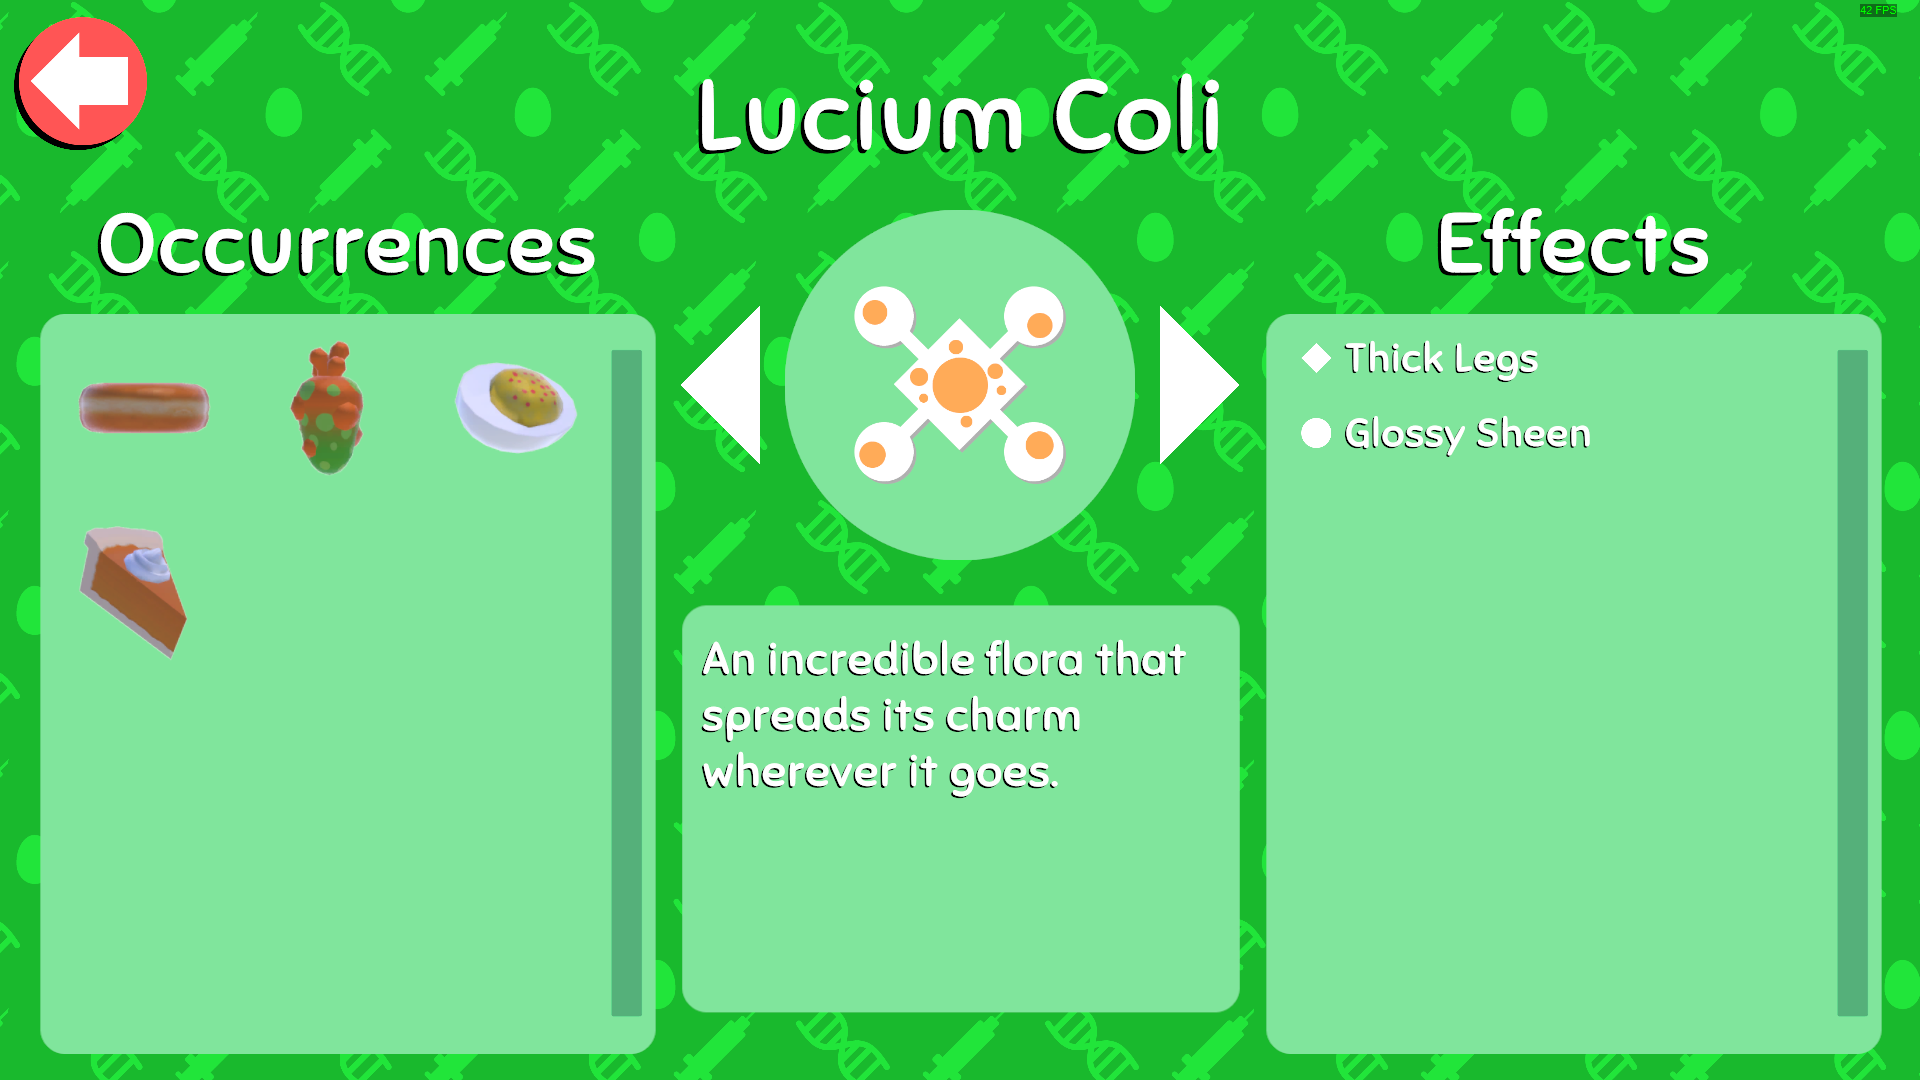 42 FPS
Lucium Coli
Occurrences
Effects
Thick Legs
Glossy Sheen
An incredible flora that
spreads its charm
wherever it goes.